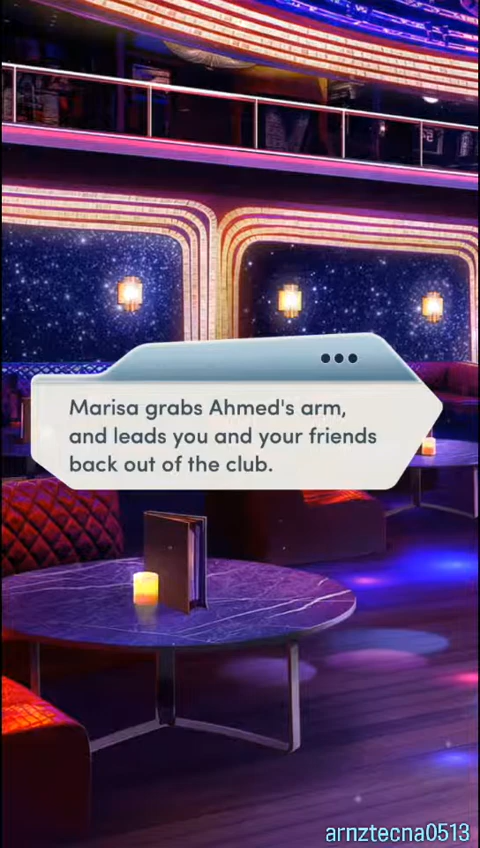 Marisa grabs Ahmed's arm,
and leads you and your friends
back out of the club.
arnztecna0513